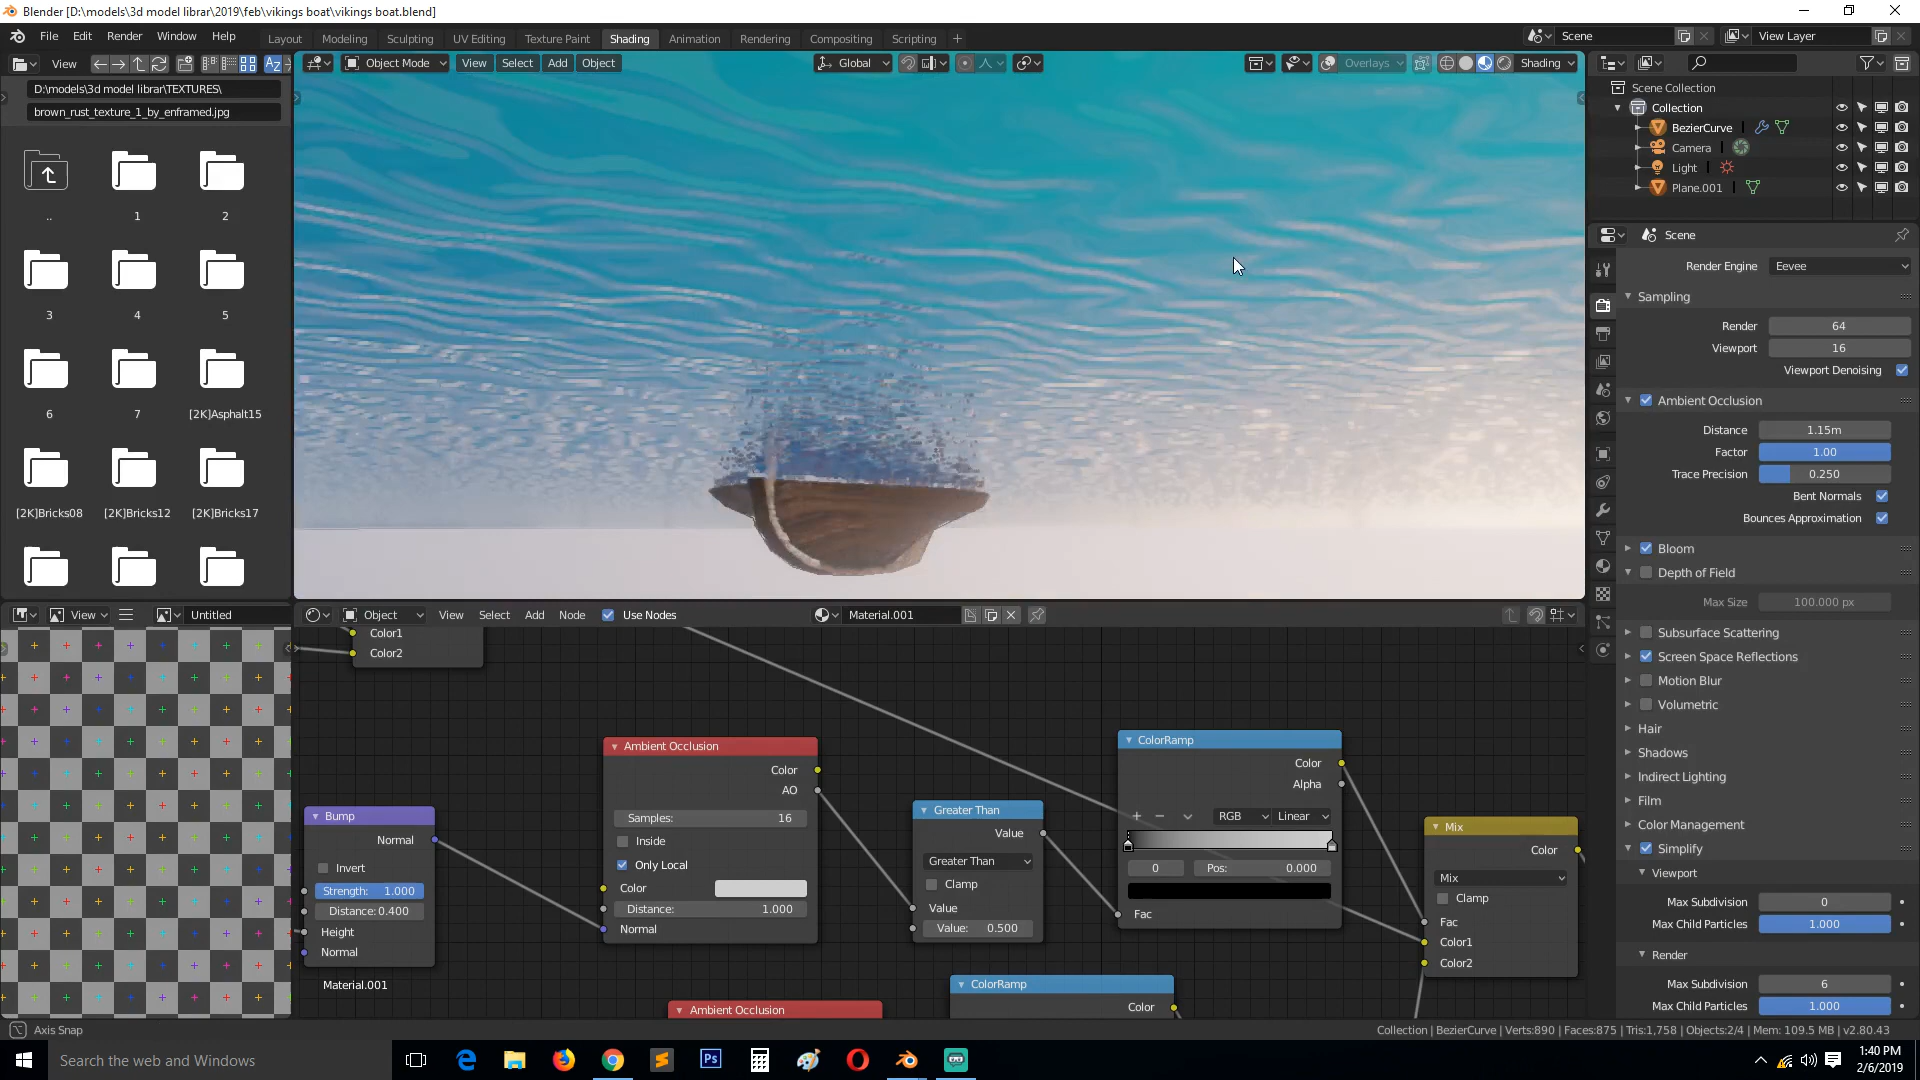 Blender [D:\models\3d model librar\2019\feb\vikings boat\vikings boat.blend]
File Edit Render Window Help
Layout Modeling Sculpting UV Editing Texture Paint Shading Animation Rendering Compositing Scripting +
Scene View Layer
View
D:\models\3d model librar\TEXTURES\
brown_rust_texture_1_by_enframed.jpg
.. 1 2
3 4 5
6 7 [2K]Asphalt15
[2K]Bricks08 [2K]Bricks12 [2K]Bricks17
Object Mode View Select Add Object Global Overlays Shading
Scene Collection
Collection
BezierCurve
Camera
Light
Plane.001
Scene
Render Engine Eevee
Sampling
Render 64
Viewport 16
Viewport Denoising
Ambient Occlusion
Distance 1.15m
Factor 1.00
Trace Precision 0.250
Bent Normals
Bounces Approximation
Bloom
Depth of Field
Max Size 100.000 px
Subsurface Scattering
Screen Space Reflections
Motion Blur
Volumetric
Hair
Shadows
Indirect Lighting
Film
Color Management
Simplify
Viewport
Max Subdivision 0
Max Child Particles 1.000
Render
Max Subdivision 6
Max Child Particles 1.000
View Untitled
Object View Select Add Node Use Nodes Material.001
Color1
Color2
Bump
Normal
Invert
Strength: 1.000
Distance: 0.400
Height
Normal
Material.001
Ambient Occlusion
Color
AO
Samples: 16
Inside
Only Local
Color
Distance: 1.000
Normal
Greater Than
Value
Greater Than
Clamp
Value
Value: 0.500
ColorRamp
Color
Alpha
+ − RGB Linear
0 Pos: 0.000
Fac
Mix
Color
Mix
Clamp
Fac
Color1
Color2
Ambient Occlusion
ColorRamp
Color
Axis Snap
Collection | BezierCurve | Verts:890 | Faces:875 | Tris:1,758 | Objects:2/4 | Mem: 109.5 MB | v2.80.43
Search the web and Windows
1:40 PM
2/6/2019